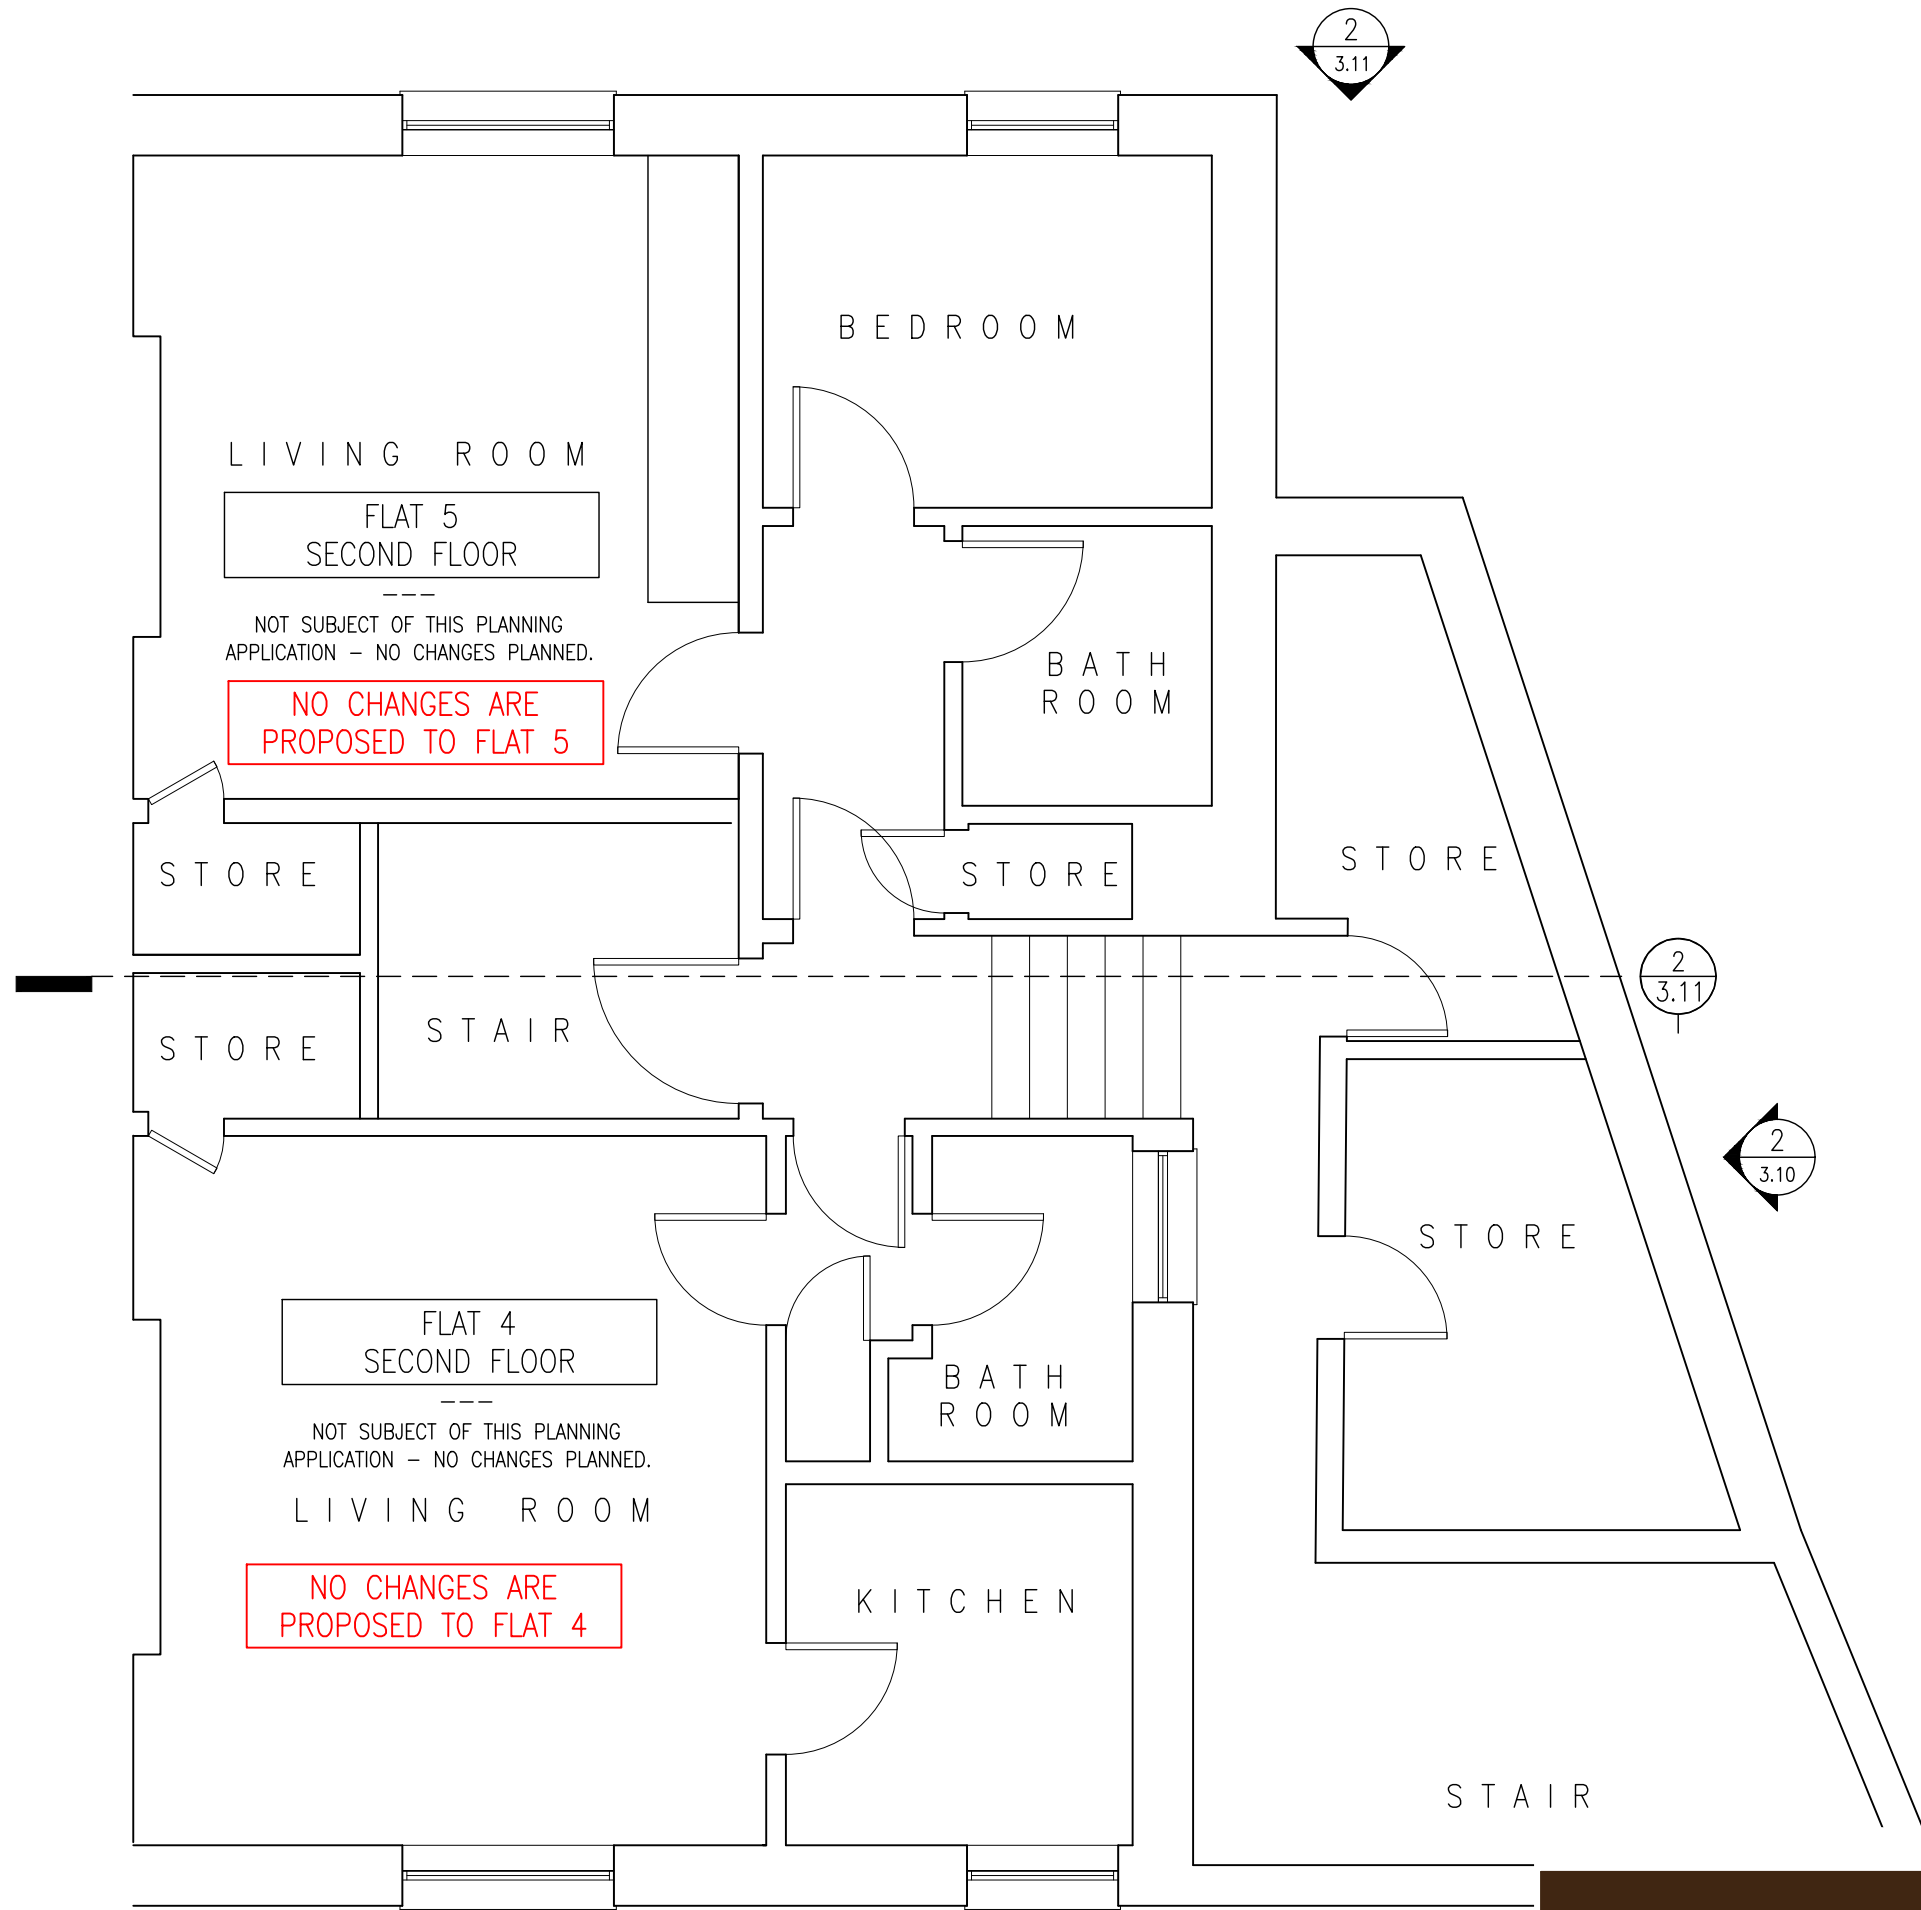 2
3.11
BEDROOM
LIVING ROOM
FLAT 5
SECOND FLOOR
---
NOT SUBJECT OF THIS PLANNING
APPLICATION – NO CHANGES PLANNED.
NO CHANGES ARE
PROPOSED TO FLAT 5
BATH
ROOM
STORE
STORE
STORE
2
3.11
STORE
STAIR
2
3.10
STORE
FLAT 4
SECOND FLOOR
---
NOT SUBJECT OF THIS PLANNING
APPLICATION – NO CHANGES PLANNED.
LIVING ROOM
BATH
ROOM
NO CHANGES ARE
PROPOSED TO FLAT 4
KITCHEN
STAIR